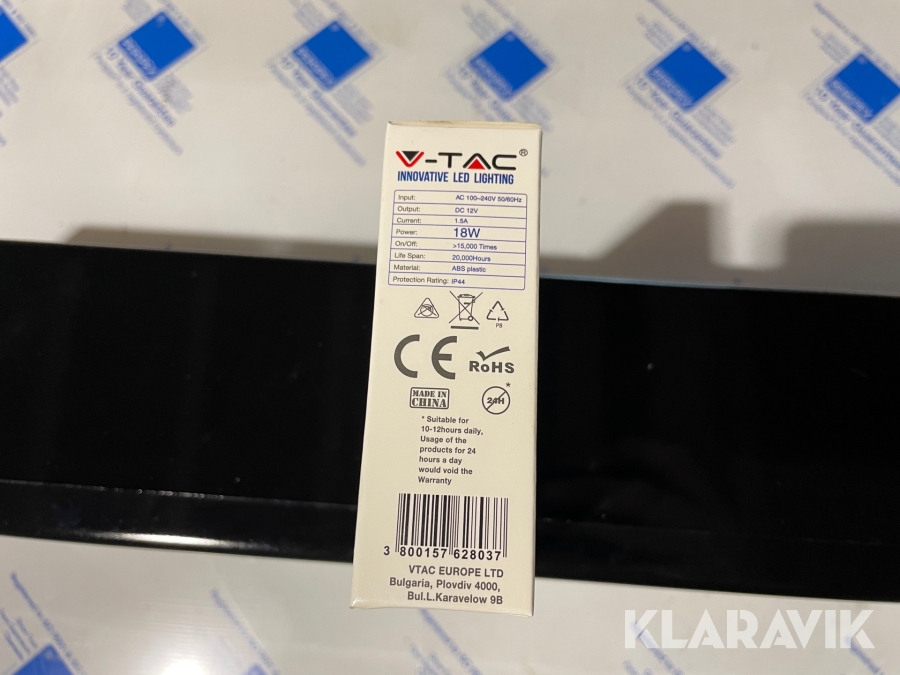 V-TAC®
INNOVATIVE LED LIGHTING
Input: AC 100~240V 50/60Hz
Output: DC 12V
Current: 1.5A
Power: 18W
On/Off: >15,000 Times
Life Span: 20,000Hours
Material: ABS plastic
Protection Rating: IP44
PB
CE
RoHS
MADE IN
CHINA
24H
*
* Suitable for
10-12hours daily,
Usage of the
products for 24
hours a day
would void the
Warranty
3 800157 628037
VTAC EUROPE LTD
Bulgaria, Plovdiv 4000,
Bul.L.Karavelow 9B
KLARAVIK